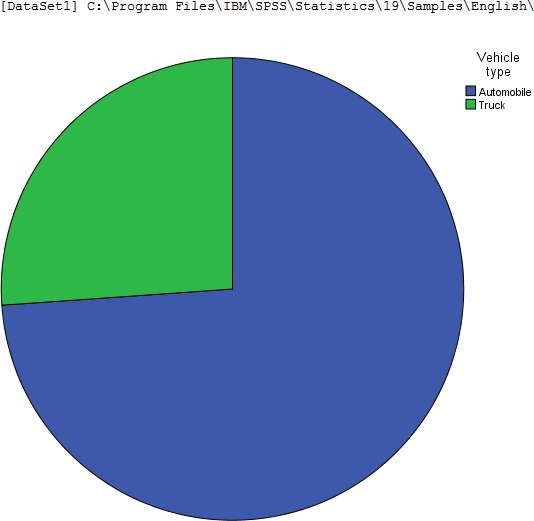 [DataSet1] C:\Program Files\IBM\SPSS\Statistics\19\Samples\English\
Vehicle
type
Automobile
Truck